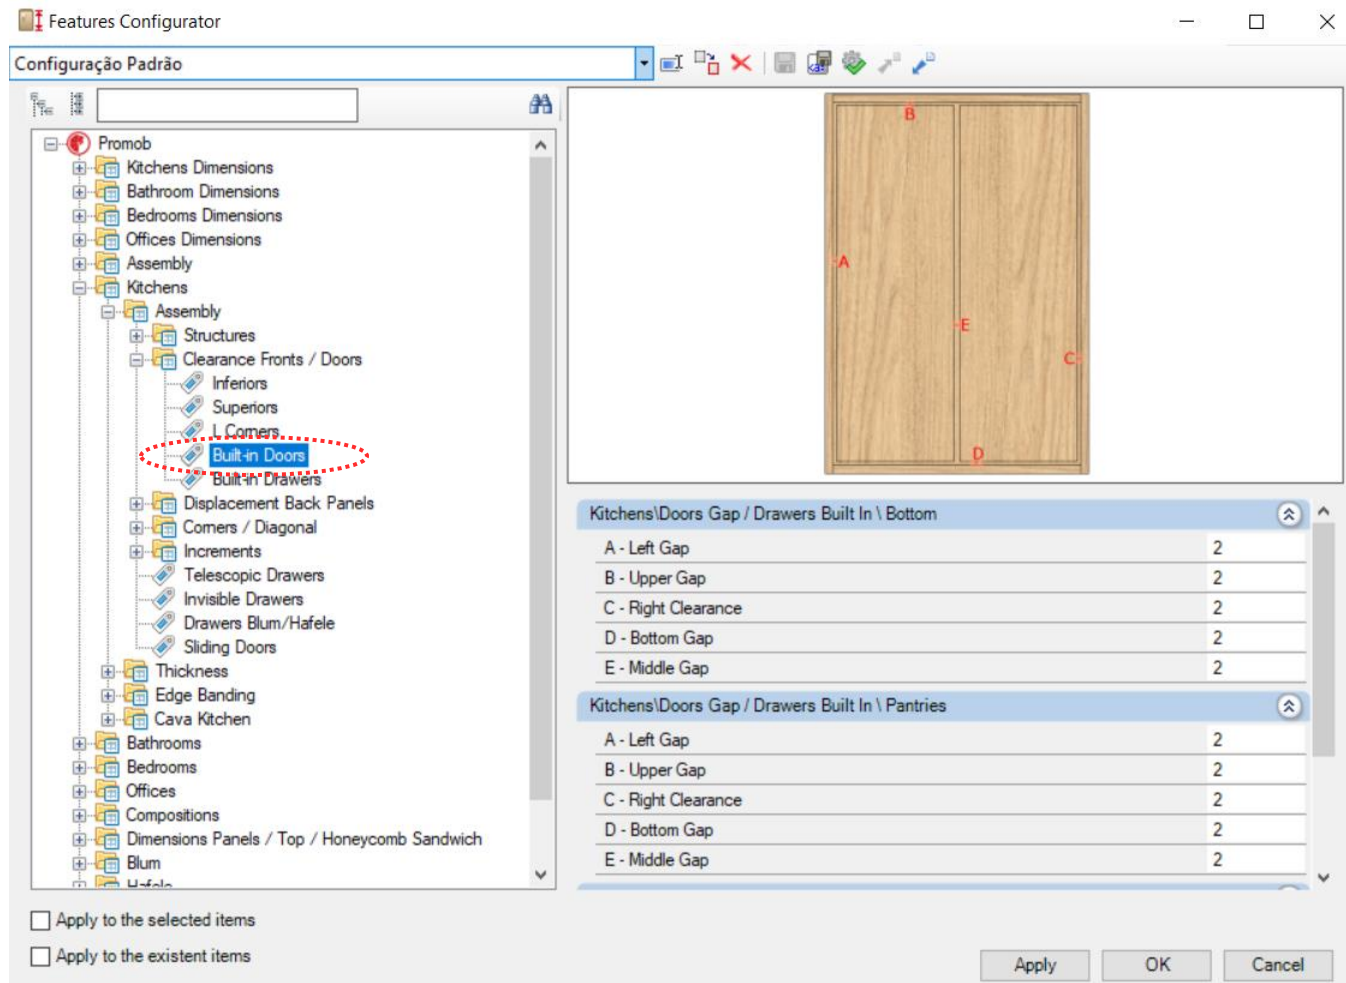 Features Configurator
Configuração Padrão
Promob
Kitchens Dimensions
Bathroom Dimensions
Bedrooms Dimensions
Offices Dimensions
Assembly
Kitchens
Assembly
Structures
Clearance Fronts / Doors
Inferiors
Superiors
L Corners
Built-in Doors
Built-in Drawers
Displacement Back Panels
Corners / Diagonal
Increments
Telescopic Drawers
Invisible Drawers
Drawers Blum/Hafele
Sliding Doors
Thickness
Edge Banding
Cava Kitchen
Bathrooms
Bedrooms
Offices
Compositions
Dimensions Panels / Top / Honeycomb Sandwich
Blum
Hafele
B
A
E
C
D
Kitchens\Doors Gap / Drawers Built In \ Bottom
A - Left Gap 2
B - Upper Gap 2
C - Right Clearance 2
D - Bottom Gap 2
E - Middle Gap 2
Kitchens\Doors Gap / Drawers Built In \ Pantries
A - Left Gap 2
B - Upper Gap 2
C - Right Clearance 2
D - Bottom Gap 2
E - Middle Gap 2
Apply to the selected items
Apply to the existent items
Apply OK Cancel